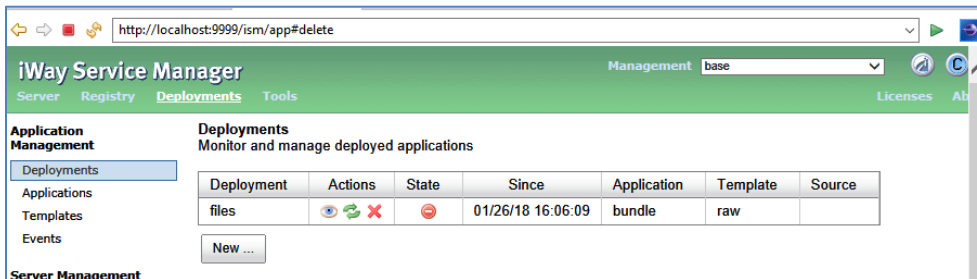 http://localhost:9999/ism/app#delete
iWay Service Manager
Management base
Server Registry Deployments Tools
Licenses
Application Management
Deployments
Applications
Templates
Events
Server Management
Deployments
Monitor and manage deployed applications
Deployment Actions State Since Application Template Source
files 01/26/18 16:06:09 bundle raw
New ...